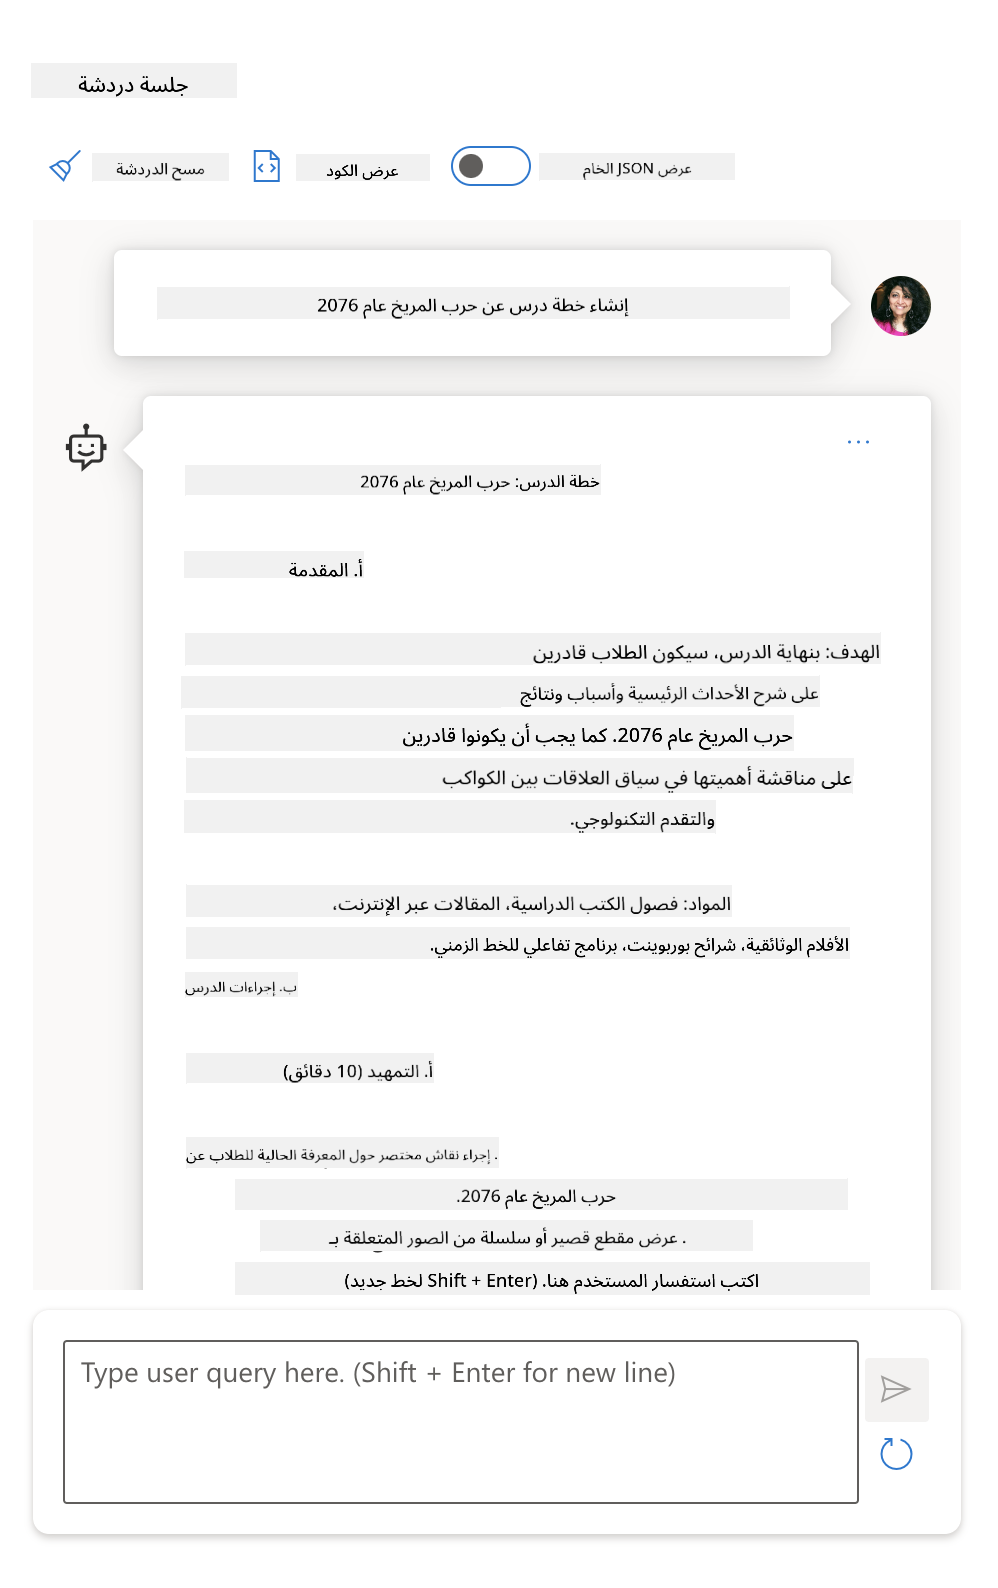 جلسة دردشة
مسح الدردشة
عرض الكود
عرض JSON الخام
إنشاء خطة درس عن حرب المريخ عام 2076
خطة الدرس: حرب المريخ عام 2076
أ. المقدمة
الهدف: بنهاية الدرس، سيكون الطلاب قادرين
على شرح الأحداث الرئيسية وأسباب ونتائج
حرب المريخ عام 2076. كما يجب أن يكونوا قادرين
على مناقشة أهميتها في سياق العلاقات بين الكواكب
والتقدم التكنولوجي.
المواد: فصول الكتب الدراسية، المقالات عبر الإنترنت،
الأفلام الوثائقية، شرائح بوربوينت، برنامج تفاعلي للخط الزمني.
ب. إجراءات الدرس
أ. التمهيد (10 دقائق)
. إجراء نقاش مختصر حول المعرفة الحالية للطلاب عن
حرب المريخ عام 2076.
. عرض مقطع قصير أو سلسلة من الصور المتعلقة بـ
اكتب استفسار المستخدم هنا. (Shift + Enter لخط جديد)
Type user query here. (Shift + Enter for new line)